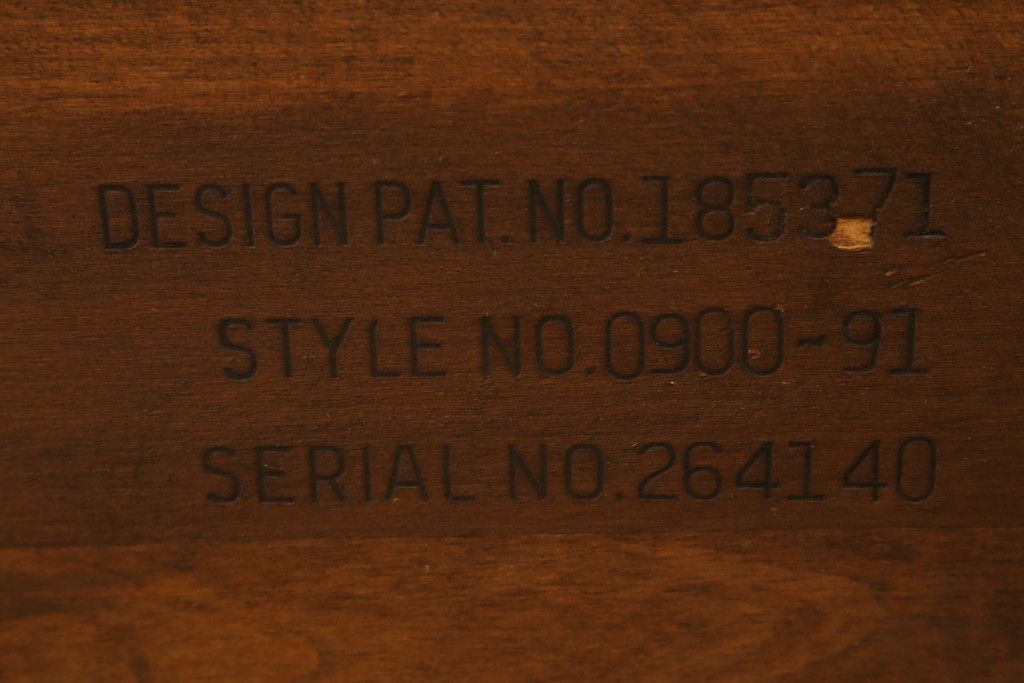 DESIGN PAT. NO. 185371
STYLE NO. 0900-91
SERIAL NO. 264140